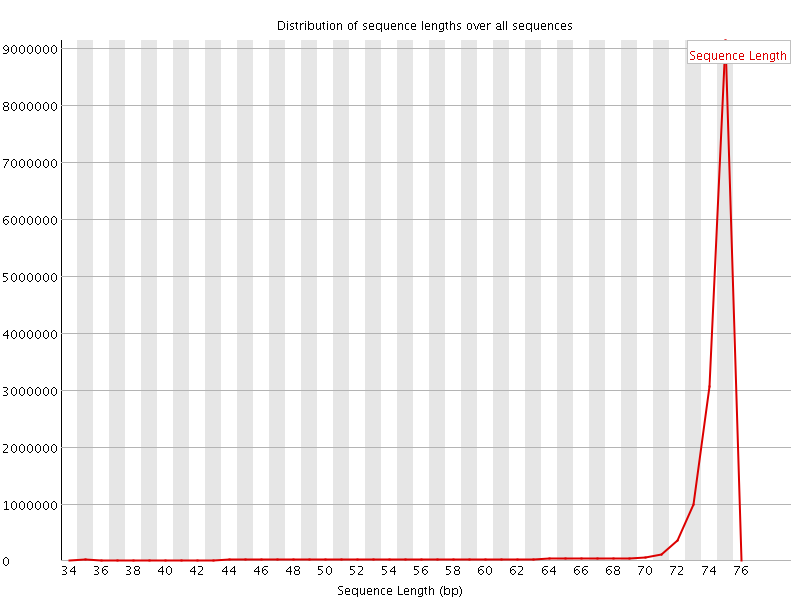 Distribution of sequence lengths over all sequences
Sequence Length
9000000
8000000
7000000
6000000
5000000
4000000
3000000
2000000
1000000
0
34 36 38 40 42 44 46 48 50 52 54 56 58 60 62 64 66 68 70 72 74 76
Sequence Length (bp)